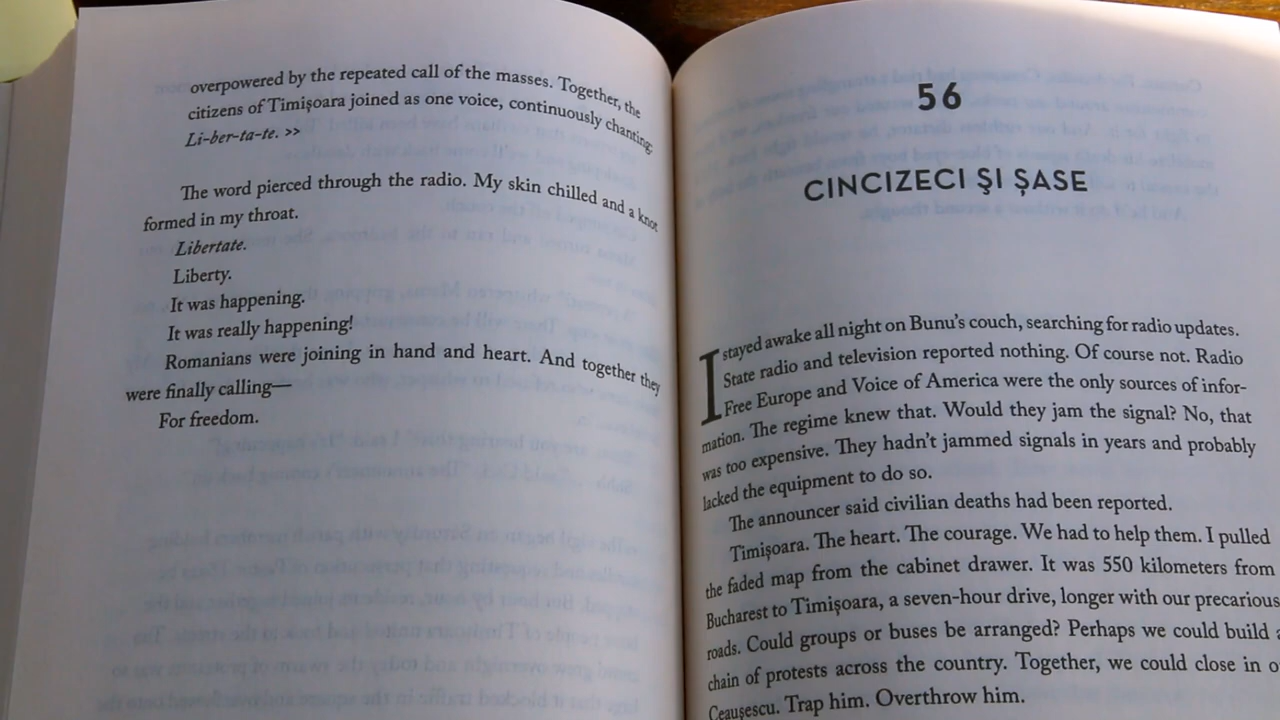 overpowered by the repeated call of the masses. Together, the
citizens of Timișoara joined as one voice, continuously chanting:
Li-ber-ta-te. >>
The word pierced through the radio. My skin chilled and a knot
formed in my throat.
Libertate.
Liberty.
It was happening.
It was really happening!
Romanians were joining in hand and heart. And together they
were finally calling—
For freedom.
56
CINCIZECI ȘI ȘASE
I stayed awake all night on Bunu's couch, searching for radio updates.
State radio and television reported nothing. Of course not. Radio
Free Europe and Voice of America were the only sources of infor-
mation. The regime knew that. Would they jam the signal? No, that
was too expensive. They hadn't jammed signals in years and probably
lacked the equipment to do so.
The announcer said civilian deaths had been reported.
Timișoara. The heart. The courage. We had to help them. I pulled
the faded map from the cabinet drawer. It was 550 kilometers from
Bucharest to Timișoara, a seven-hour drive, longer with our precarious
roads. Could groups or buses be arranged? Perhaps we could build
chain of protests across the country. Together, we could close in
Ceaușescu. Trap him. Overthrow him.